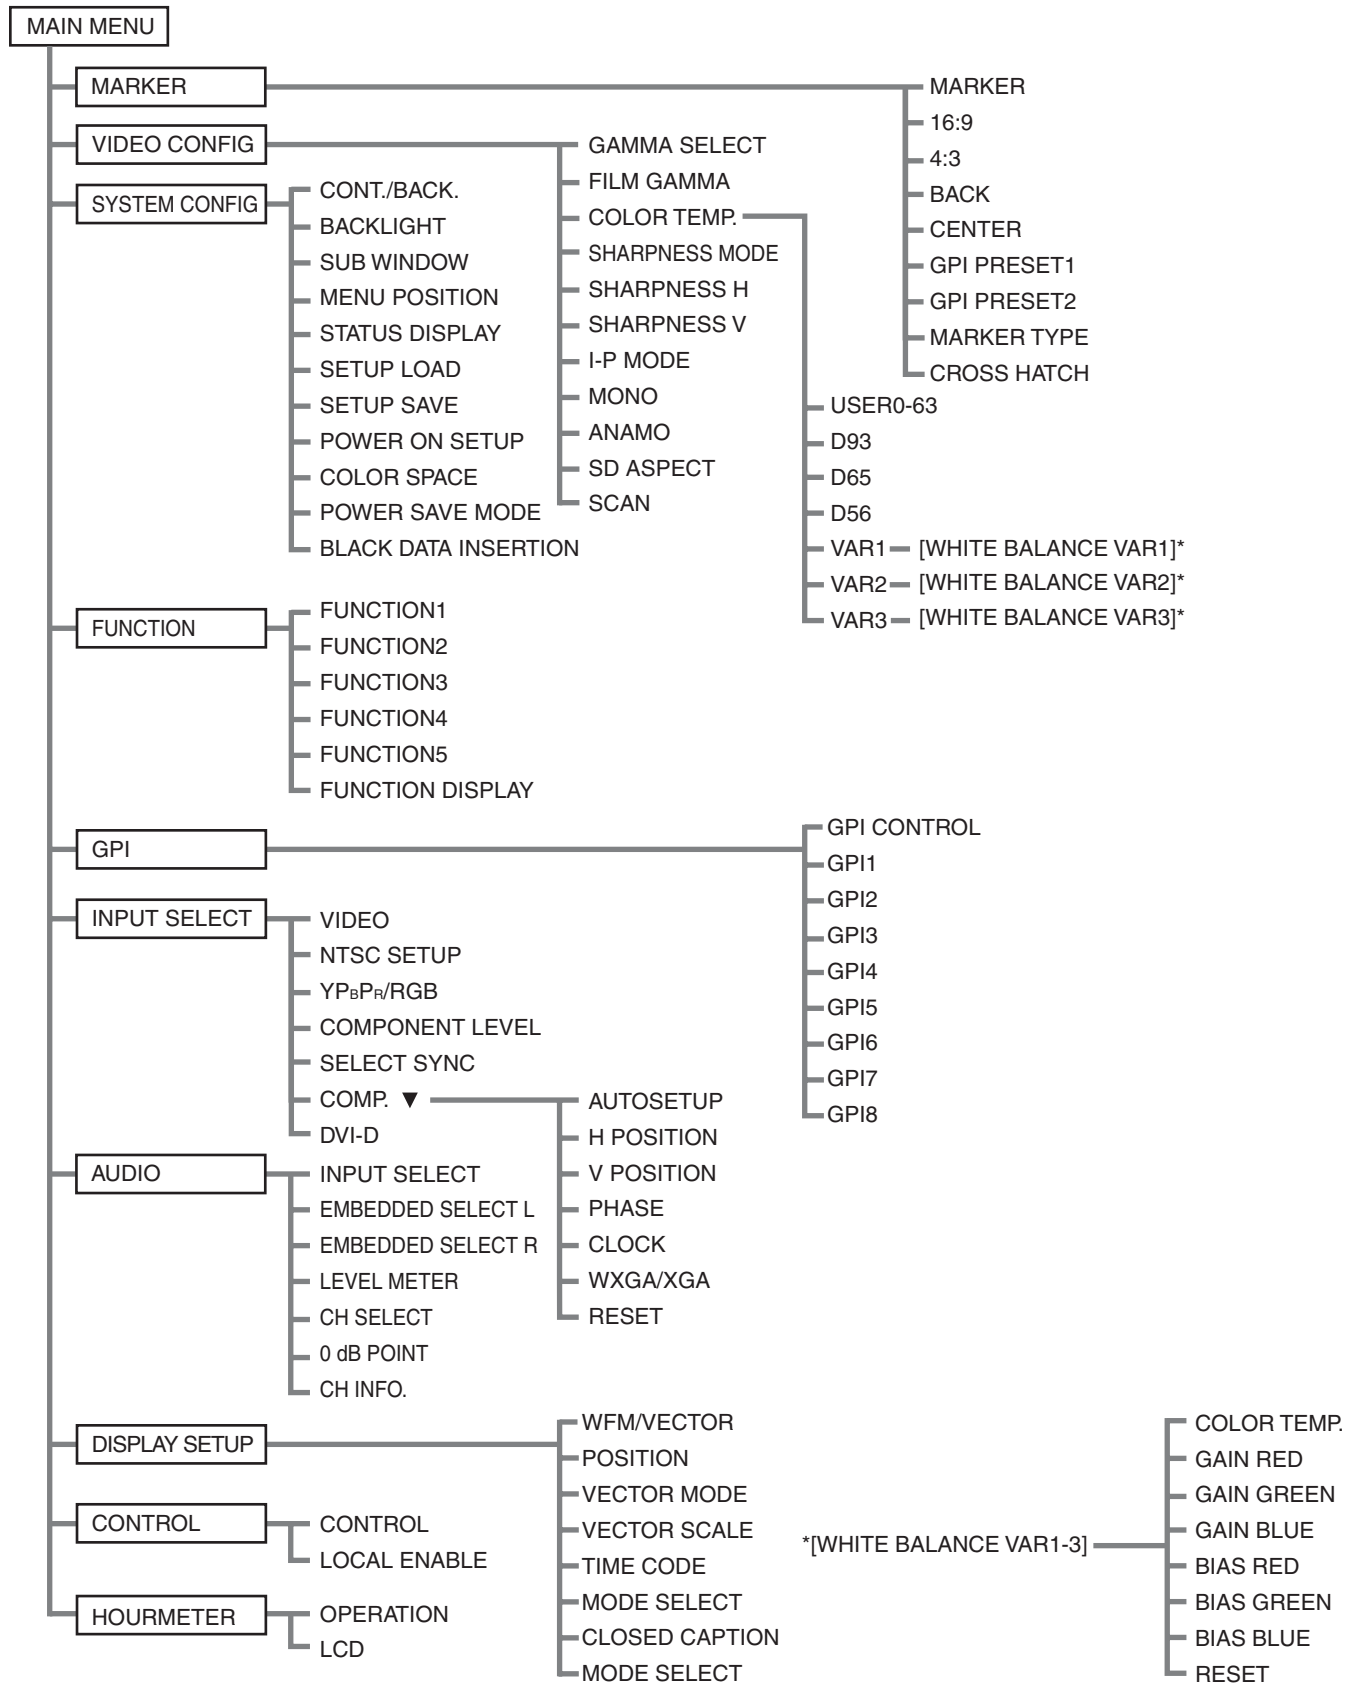 MAIN MENU
MARKER
MARKER
16:9
4:3
BACK
CENTER
GPI PRESET1
GPI PRESET2
MARKER TYPE
CROSS HATCH
VIDEO CONFIG
GAMMA SELECT
FILM GAMMA
COLOR TEMP.
SHARPNESS MODE
SHARPNESS H
SHARPNESS V
I-P MODE
MONO
ANAMO
SD ASPECT
SCAN
USER0-63
D93
D65
D56
VAR1
[WHITE BALANCE VAR1]*
VAR2
[WHITE BALANCE VAR2]*
VAR3
[WHITE BALANCE VAR3]*
SYSTEM CONFIG
CONT./BACK.
BACKLIGHT
SUB WINDOW
MENU POSITION
STATUS DISPLAY
SETUP LOAD
SETUP SAVE
POWER ON SETUP
COLOR SPACE
POWER SAVE MODE
BLACK DATA INSERTION
FUNCTION
FUNCTION1
FUNCTION2
FUNCTION3
FUNCTION4
FUNCTION5
FUNCTION DISPLAY
GPI
GPI CONTROL
GPI1
GPI2
GPI3
GPI4
GPI5
GPI6
GPI7
GPI8
INPUT SELECT
VIDEO
NTSC SETUP
YPBPR/RGB
COMPONENT LEVEL
SELECT SYNC
COMP. ▼
DVI-D
AUTOSETUP
H POSITION
V POSITION
PHASE
CLOCK
WXGA/XGA
RESET
AUDIO
INPUT SELECT
EMBEDDED SELECT L
EMBEDDED SELECT R
LEVEL METER
CH SELECT
0 dB POINT
CH INFO.
DISPLAY SETUP
WFM/VECTOR
POSITION
VECTOR MODE
VECTOR SCALE
TIME CODE
MODE SELECT
CLOSED CAPTION
MODE SELECT
CONTROL
CONTROL
LOCAL ENABLE
HOURMETER
OPERATION
LCD
*[WHITE BALANCE VAR1-3]
COLOR TEMP.
GAIN RED
GAIN GREEN
GAIN BLUE
BIAS RED
BIAS GREEN
BIAS BLUE
RESET